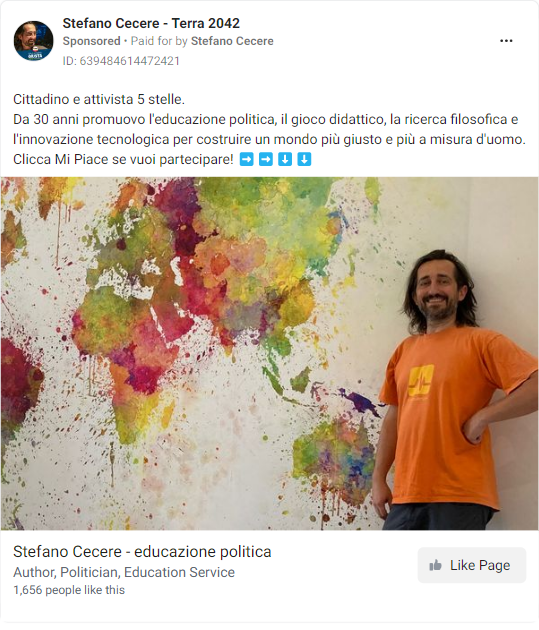 Stefano Cecere - Terra 2042
Sponsored • Paid for by Stefano Cecere
ID: 639484614472421
Cittadino e attivista 5 stelle.
Da 30 anni promuovo l'educazione politica, il gioco didattico, la ricerca filosofica e
l'innovazione tecnologica per costruire un mondo più giusto e più a misura d'uomo.
Clicca Mi Piace se vuoi partecipare! ➡️ ➡️ ⬇️ ⬇️
Stefano Cecere - educazione politica
Author, Politician, Education Service
1,656 people like this
Like Page